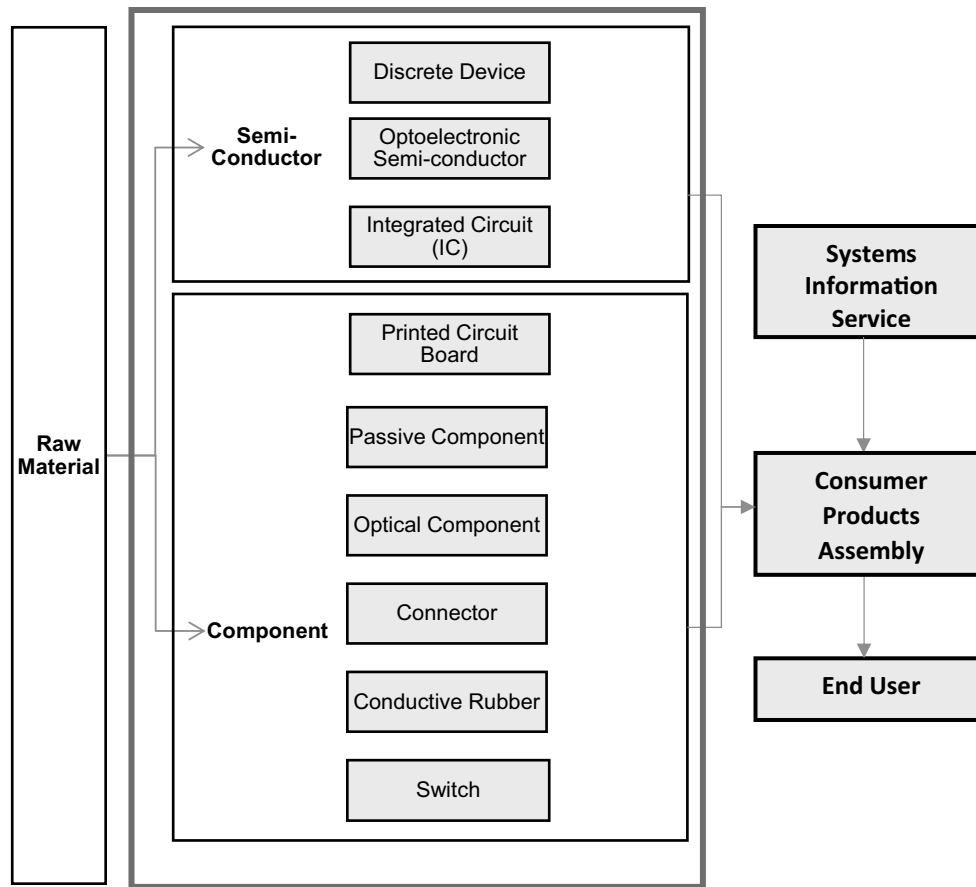 Raw
Material
Semi-
Conductor
Discrete Device
Optoelectronic
Semi-conductor
Integrated Circuit
(IC)
Component
Printed Circuit
Board
Passive Component
Optical Component
Connector
Conductive Rubber
Switch
Systems
Information
Service
Consumer
Products
Assembly
End User